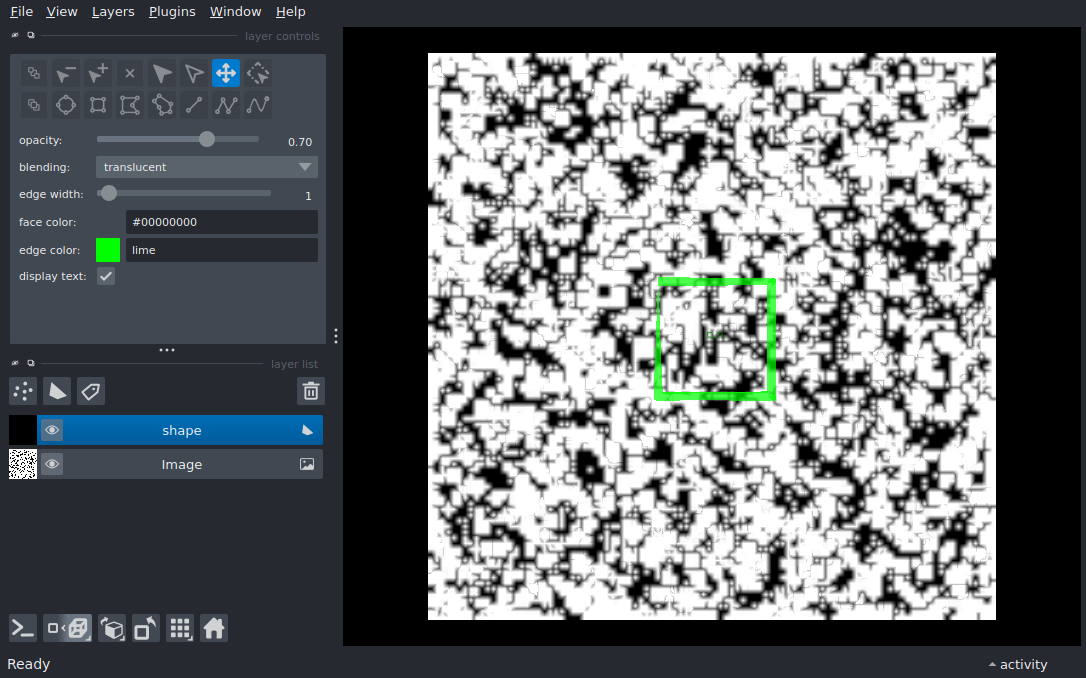 File View Layers Plugins Window Help
layer controls
opacity: 0.70
blending: translucent
edge width: 1
face color: #00000000
edge color: lime
display text:
layer list
shape
Image
Ready
activity